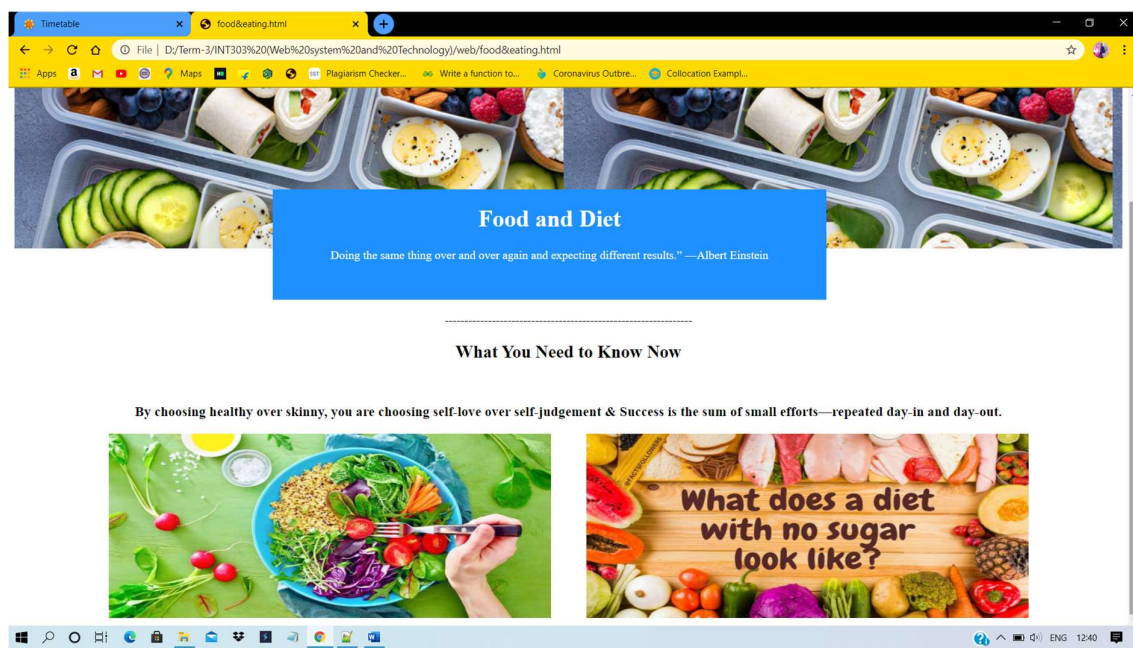 Timetable
food&eating.html
File | D:/Term-3/INT303%20(Web%20system%20and%20Technology)/web/food&eating.html
Apps
Maps
Plagiarism Checker...
Write a function to...
Coronavirus Outbre...
Collocation Exampl...
Food and Diet
Doing the same thing over and over again and expecting different results.” —Albert Einstein
--------------------------------------------------------------
What You Need to Know Now
By choosing healthy over skinny, you are choosing self-love over self-judgement & Success is the sum of small efforts—repeated day-in and day-out.
What does a diet
with no sugar
look like?
ENG 12:40